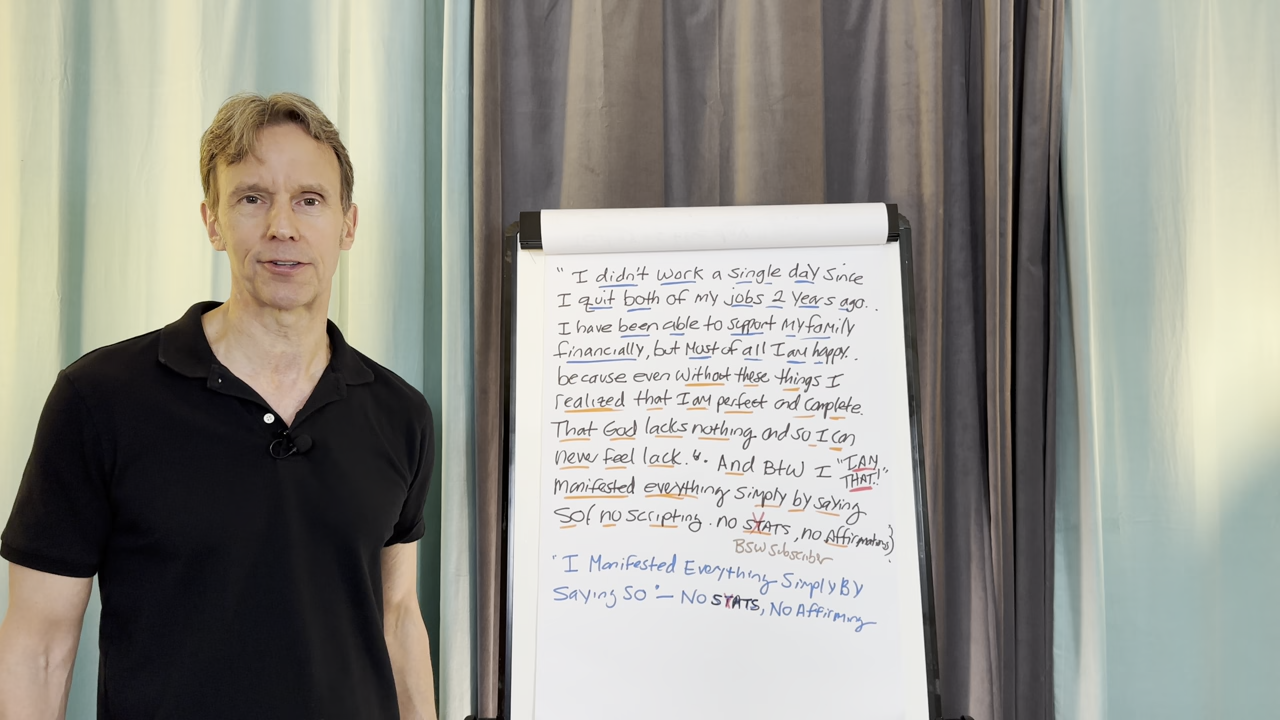 " I didn't work a single day since
I quit both of my jobs 2 years ago..
I have been able to support my family
financially, but Most of all I am happy.
because even without these things I
realized that I am perfect and complete.
That God lacks nothing and so I can
never feel lack. And Btw I "I AM THAT!"
Manifested everything simply by saying
So( no scripting. no SATS, no Affirmations)
BSW Subscriber
"I Manifested Everything Simply By
Saying So — No SATS, No Affirming